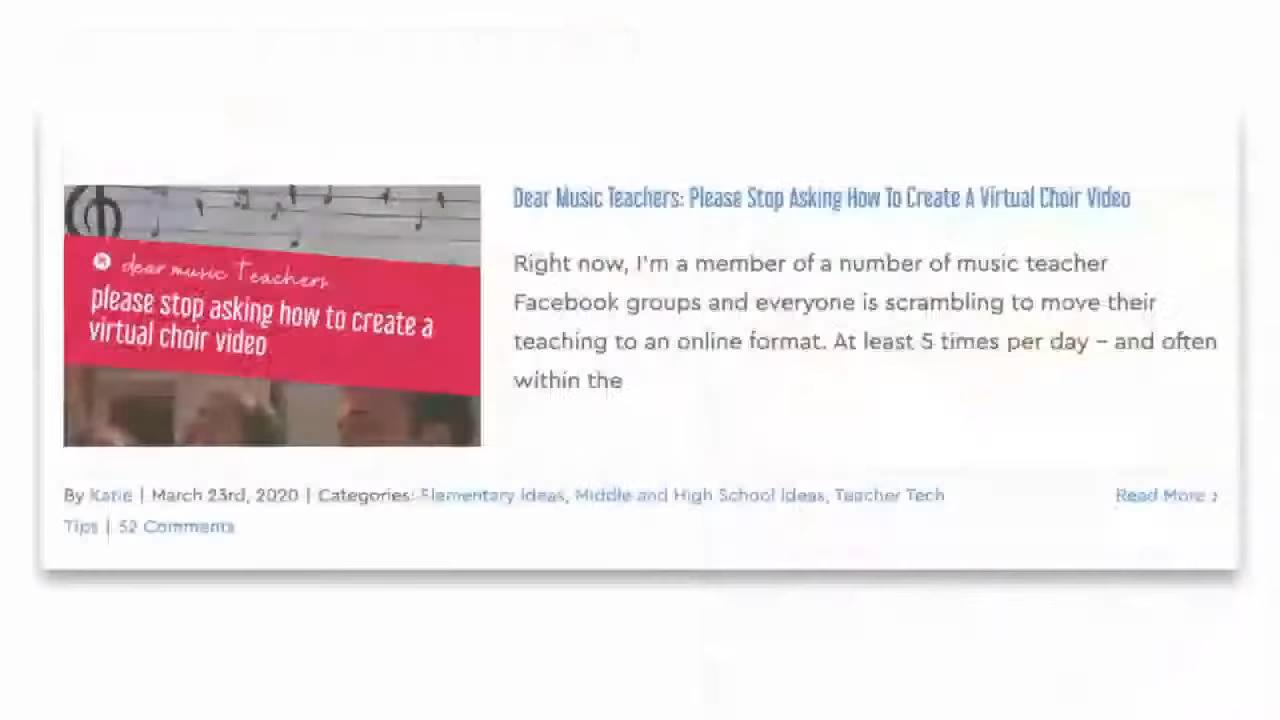 dear music Teachers
please stop asking how to create a
virtual choir video
Dear Music Teachers: Please Stop Asking How To Create A Virtual Choir Video
Right now, I'm a member of a number of music teacher
Facebook groups and everyone is scrambling to move their
teaching to an online format. At least 5 times per day – and often
within the
By Katie | March 23rd, 2020 | Categories: Elementary Ideas, Middle and High School Ideas, Teacher Tech
Tips | 52 Comments
Read More ›